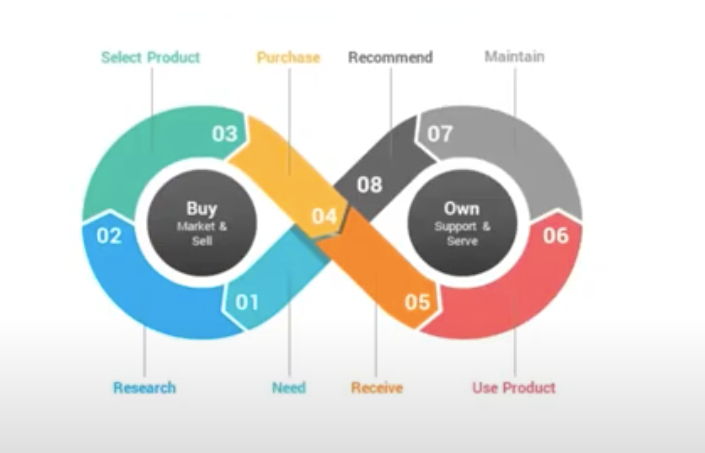 Select Product
Purchase
Recommend
Maintain
03
07
08
Buy
Market &
Sell
Own
Support &
Serve
04
02
06
01
05
Research
Need
Receive
Use Product